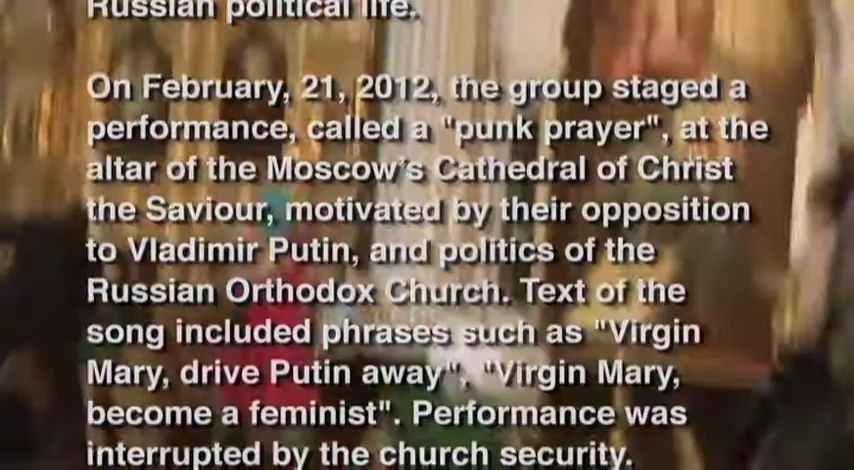 Russian political life.
On February, 21, 2012, the group staged a
performance, called a "punk prayer", at the
altar of the Moscow's Cathedral of Christ
the Saviour, motivated by their opposition
to Vladimir Putin, and politics of the
Russian Orthodox Church. Text of the
song included phrases such as "Virgin
Mary, drive Putin away", "Virgin Mary,
become a feminist". Performance was
interrupted by the church security.